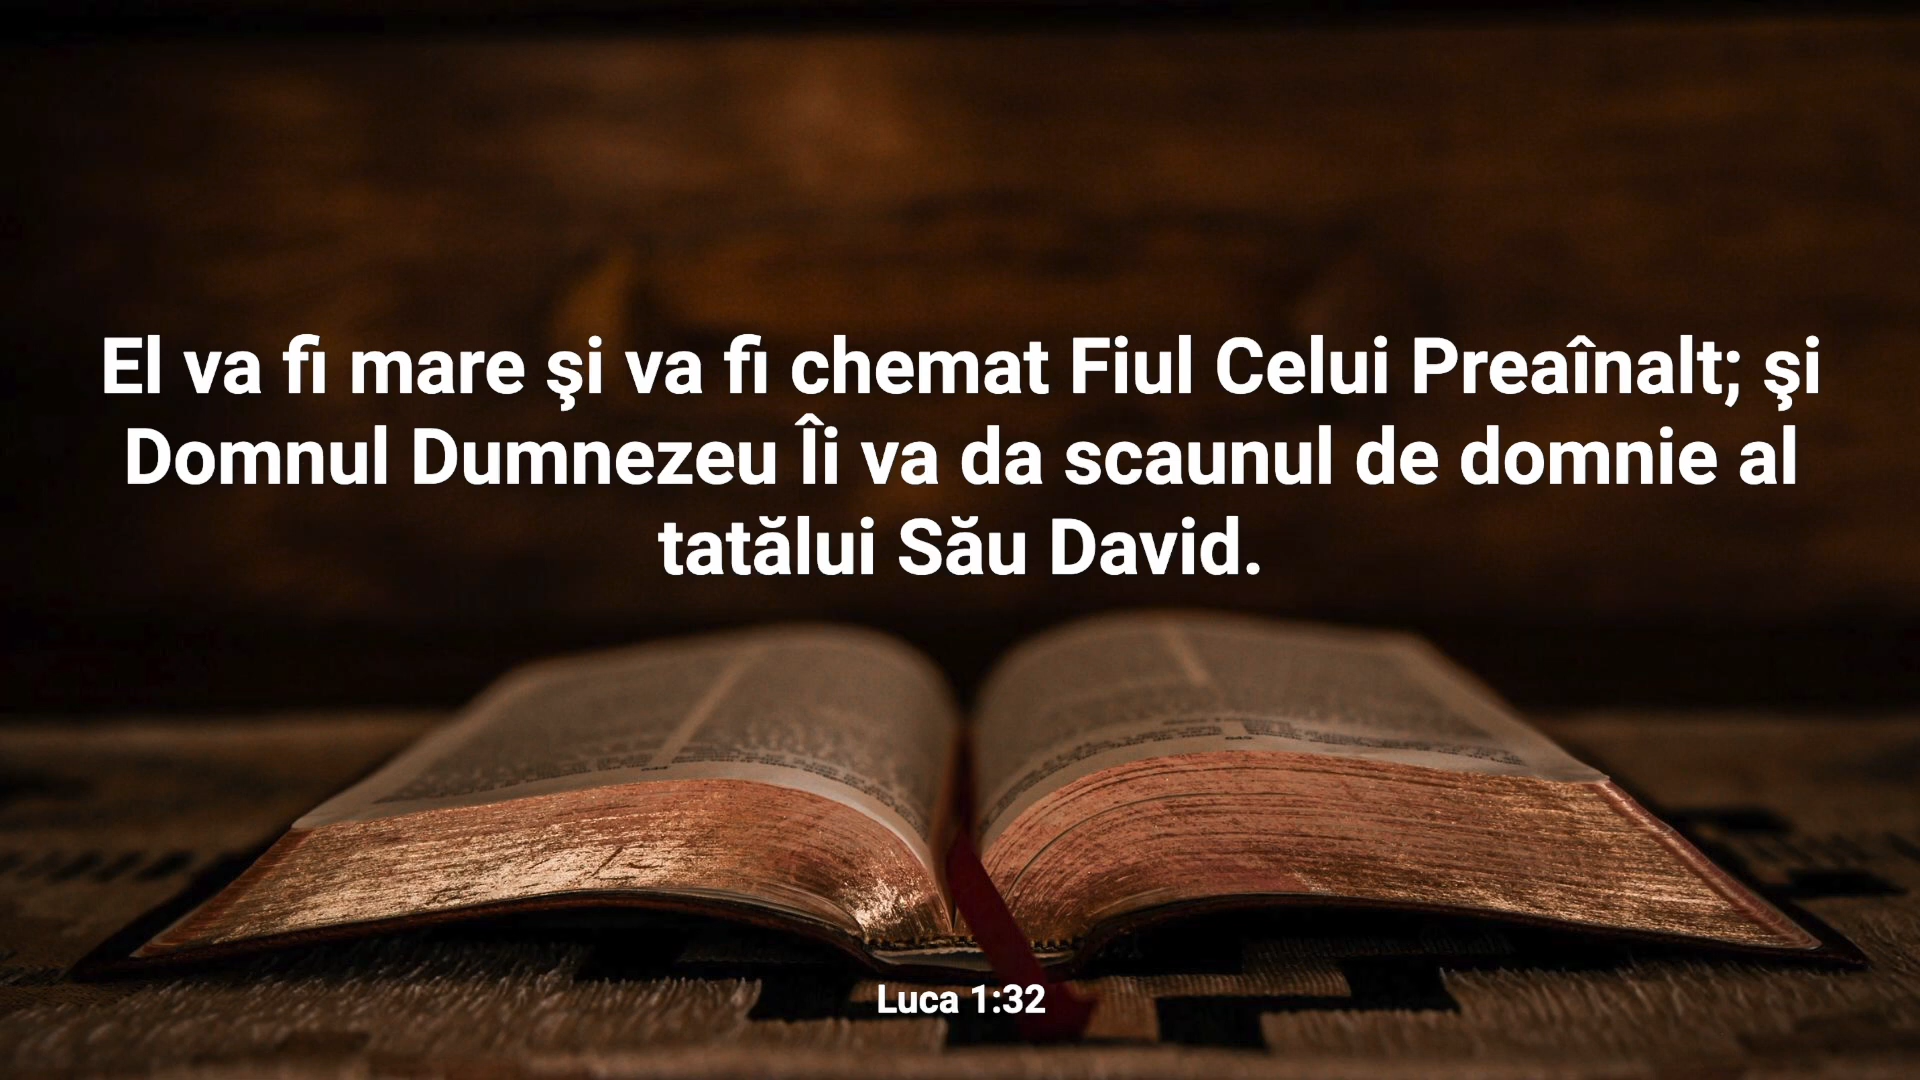 El va fi mare şi va fi chemat Fiul Celui Preaînalt; şi
Domnul Dumnezeu Îi va da scaunul de domnie al
tatălui Său David.
Luca 1:32